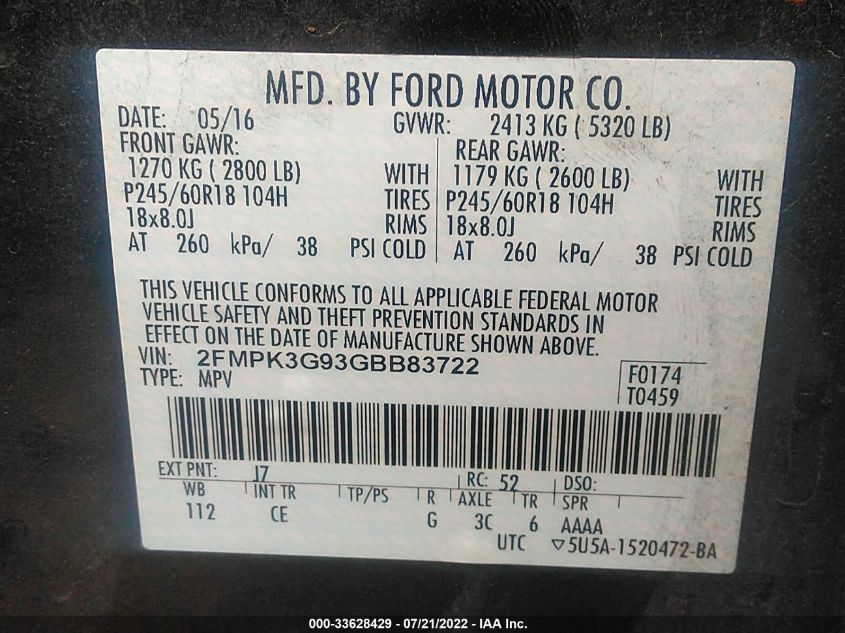 MFD. BY FORD MOTOR CO.
DATE: 05/16 GVWR: 2413 KG ( 5320 LB)
FRONT GAWR: REAR GAWR:
1270 KG ( 2800 LB) WITH 1179 KG ( 2600 LB) WITH
P245/60R18 104H TIRES P245/60R18 104H TIRES
18x8.0J RIMS 18x8.0J RIMS
AT 260 kPa/ 38 PSI COLD AT 260 kPa/ 38 PSI COLD
THIS VEHICLE CONFORMS TO ALL APPLICABLE FEDERAL MOTOR
VEHICLE SAFETY AND THEFT PREVENTION STANDARDS IN
EFFECT ON THE DATE OF MANUFACTURE SHOWN ABOVE.
VIN: 2FMPK3G93GBB83722
TYPE: MPV
F0174
T0459
EXT PNT: J7 RC: 52 DSO:
WB INT TR TP/PS R AXLE TR SPR
112 CE G 3C 6 AAAA
UTC ▽5U5A-1520472-BA
000-33628429 - 07/21/2022 - IAA Inc.